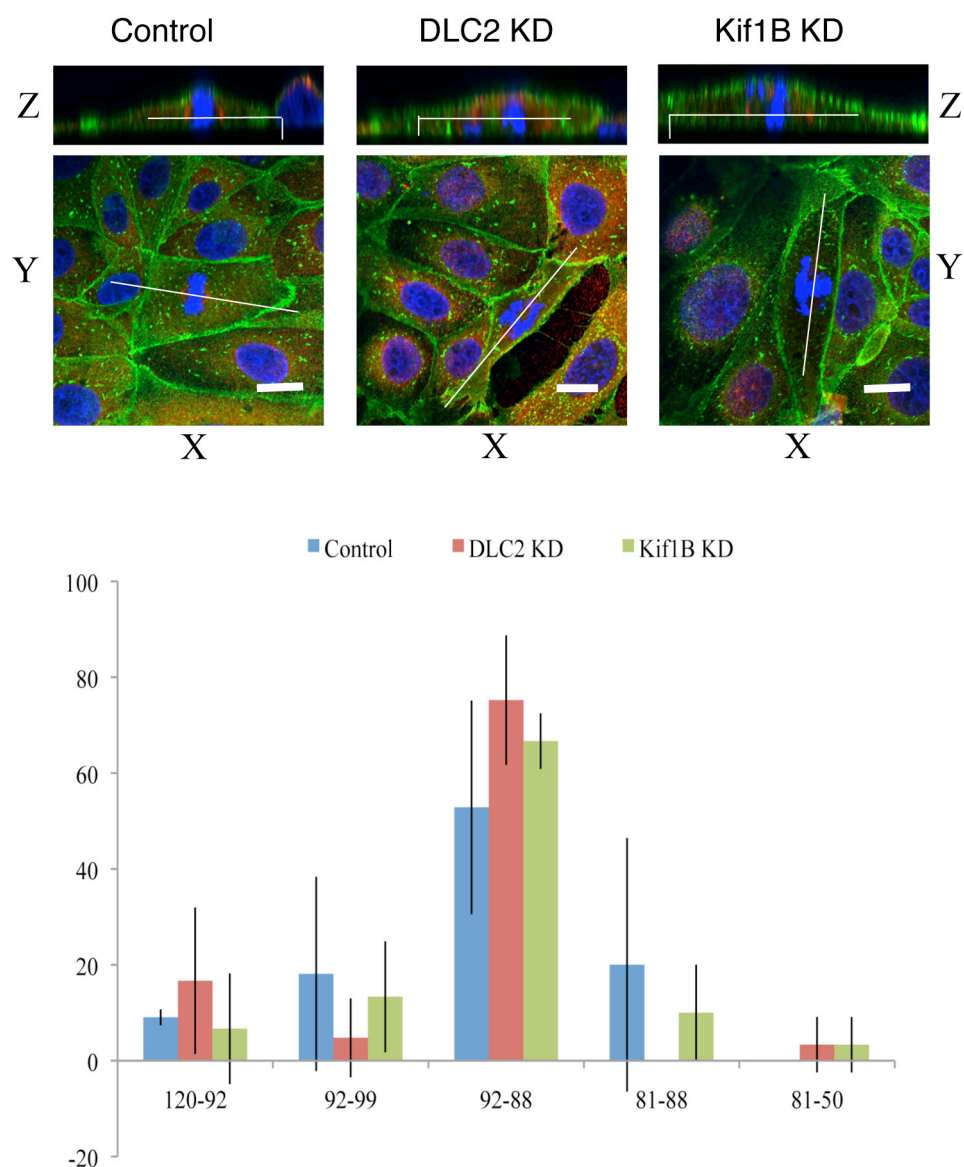 Control DLC2 KD Kif1B KD
Z Z
Y Y
X X X
Control DLC2 KD Kif1B KD
100
80
60
40
20
0
120-92 92-99 92-88 81-88 81-50
-20